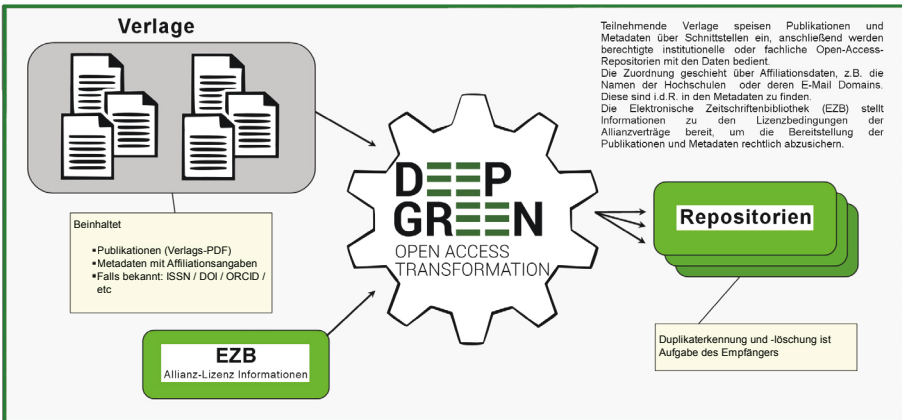 Verlage
Teilnehmende Verlage speisen Publikationen und
Metadaten über Schnittstellen ein, anschließend werden
berechtigte institutionelle oder fachliche Open-Access-
Repositorien mit den Daten bedient.
Die Zuordnung geschieht über Affiliationsdaten, z.B. die
Namen der Hochschulen oder deren E-Mail Domains.
Diese sind i.d.R. in den Metadaten zu finden.
Die Elektronische Zeitschriftenbibliothek (EZB) stellt
Informationen zu den Lizenzbedingungen der
Allianzverträge bereit, um die Bereitstellung der
Publikationen und Metadaten rechtlich abzusichern.
DEEP
GREEN
OPEN ACCESS
TRANSFORMATION
Repositorien
Beinhaltet
▪Publikationen (Verlags-PDF)
▪Metadaten mit Affiliationsangaben
▪Falls bekannt: ISSN / DOI / ORCID /
etc
EZB
Allianz-Lizenz Informationen
Duplikaterkennung und -löschung ist
Aufgabe des Empfängers